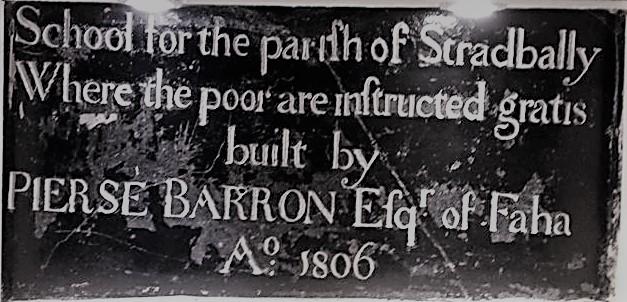 School for the pariſh of Stradbally
Where the poor are inſtructed gratis
built by
PIERSE BARRON Eſqʳ of Faha
Aº 1806